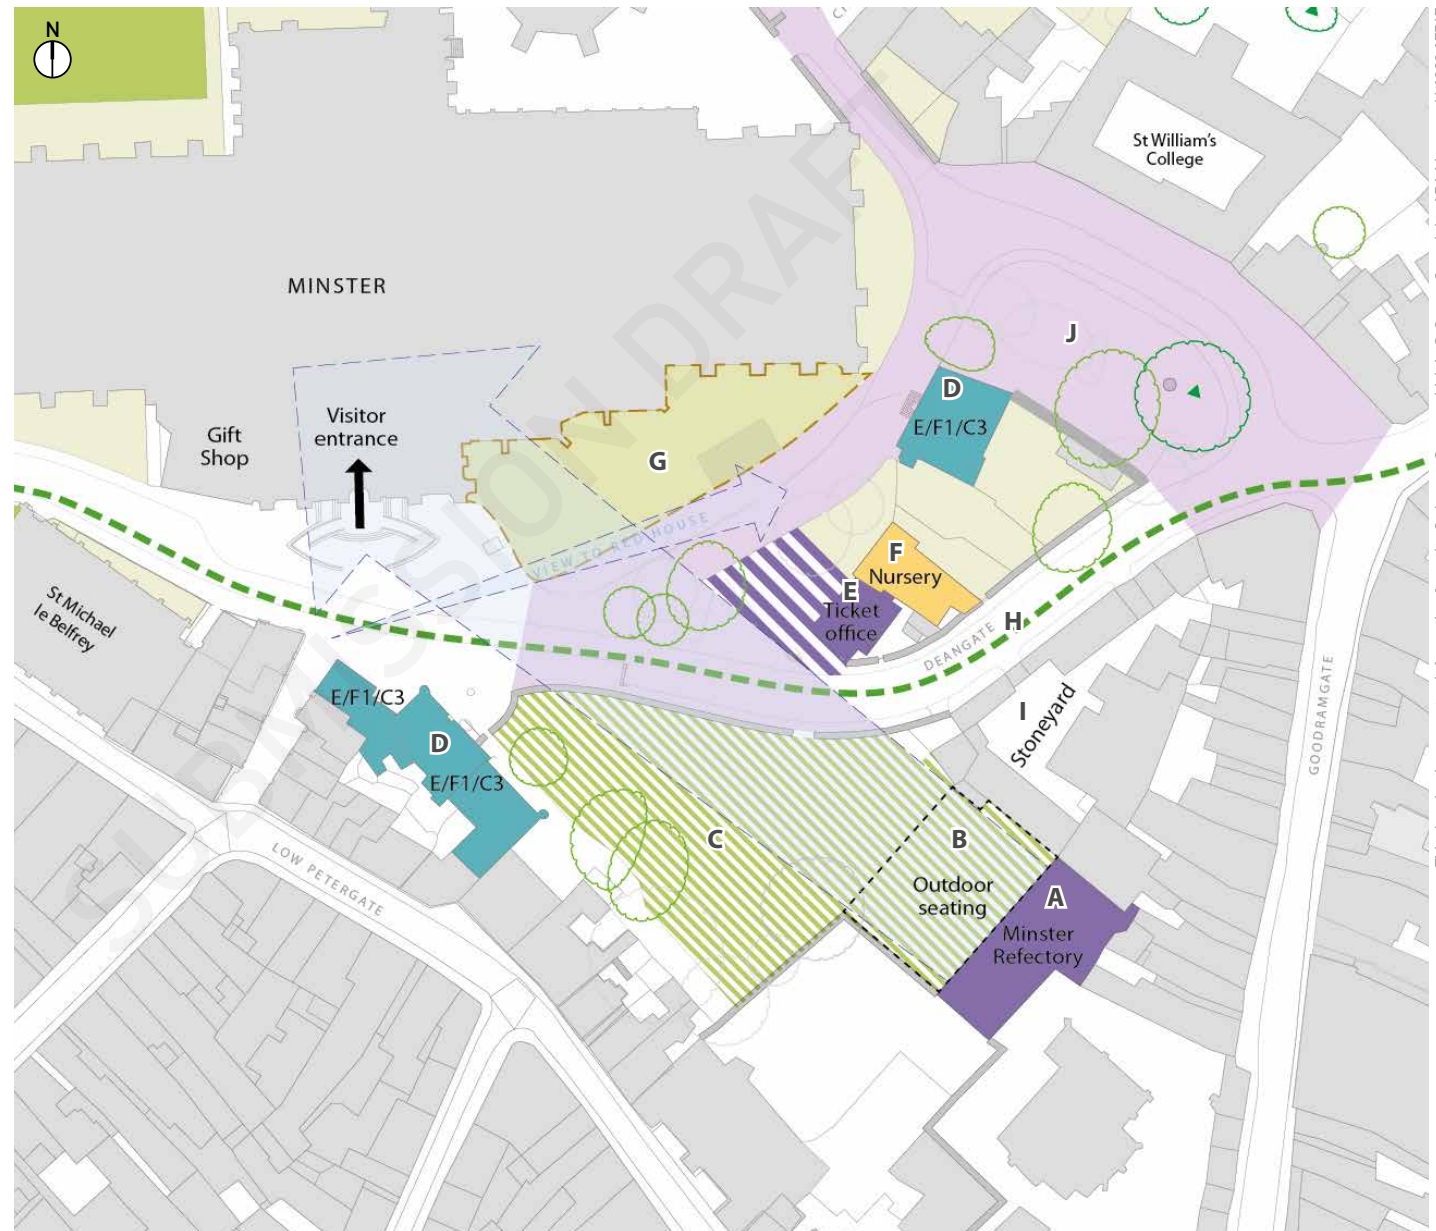 N
St William's
College
MINSTER
J
D
E/F1/C3
Visitor
entrance
Gift
Shop
G
VIEW TO RED HOUSE
F
Nursery
E
Ticket
office
H
DEANGATE
St Michael
le Belfrey
E/F1/C3
D
E/F1/C3
I
Stoneyard
GOODRAMGATE
C
B
Outdoor
seating
A
Minster
Refectory
LOW PETERGATE
SUBMISSION DRAFT